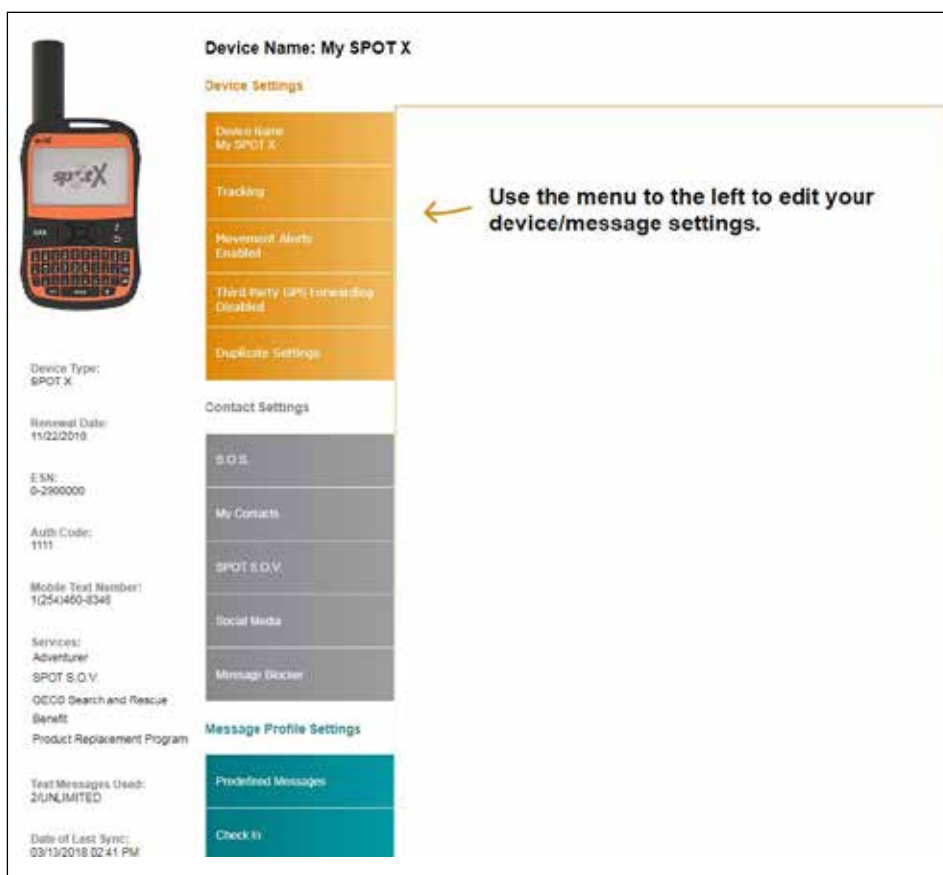 Device Name: My SPOT X
Device Settings
Device Name
My SPOT X
Tracking
Movement Alerts
Enabled
Third Party GPS Forwarding
Disabled
Duplicate Settings
Use the menu to the left to edit your
device/message settings.
Contact Settings
S.O.S.
My Contacts
SPOT S.O.V.
Social Media
Message Blocker
Message Profile Settings
Predefined Messages
Check In
spot X
Device Type:
SPOT X
Renewal Date:
11/22/2018
ESN:
0-2900000
Auth Code:
1111
Mobile Text Number:
1(254)460-8346
Services:
Adventurer
SPOT S.O.V.
GEOS Search and Rescue
Benefit
Product Replacement Program
Text Messages Used:
2/UNLIMITED
Date of Last Sync:
03/13/2018 02:41 PM